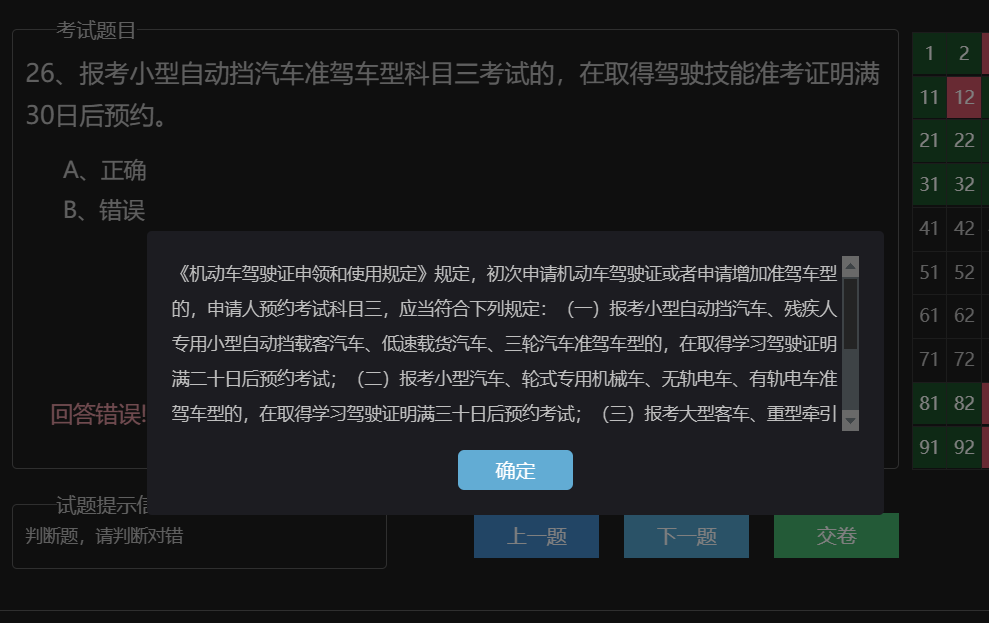 考试题目
26、报考小型自动挡汽车准驾车型科目三考试的，在取得驾驶技能准考证明满
30日后预约。
A、正确
B、错误
《机动车驾驶证申领和使用规定》规定，初次申请机动车驾驶证或者申请增加准驾车型
的，申请人预约考试科目三，应当符合下列规定：（一）报考小型自动挡汽车、残疾人
专用小型自动挡载客汽车、低速载货汽车、三轮汽车准驾车型的，在取得学习驾驶证明
满二十日后预约考试；（二）报考小型汽车、轮式专用机械车、无轨电车、有轨电车准
驾车型的，在取得学习驾驶证明满三十日后预约考试；（三）报考大型客车、重型牵引
回答错误!
确定
试题提示信
判断题，请判断对错
上一题 下一题 交卷
1 2
11 12
21 22
31 32
41 42
51 52
61 62
71 72
81 82
91 92